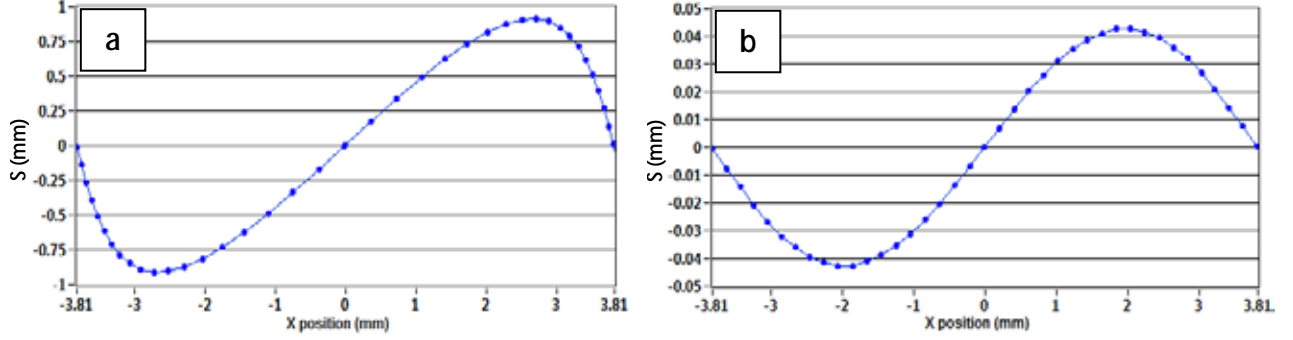 a
S (mm)
1
0.75
0.5
0.25
0
-0.25
-0.5
-0.75
-1
-3.81 -3 -2 -1 0 1 2 3 3.81
X position (mm)
b
S (mm)
0.05
0.04
0.03
0.02
0.01
0
-0.01
-0.02
-0.03
-0.04
-0.05
-3.81 -3 -2 -1 0 1 2 3 3.81.
X position (mm)